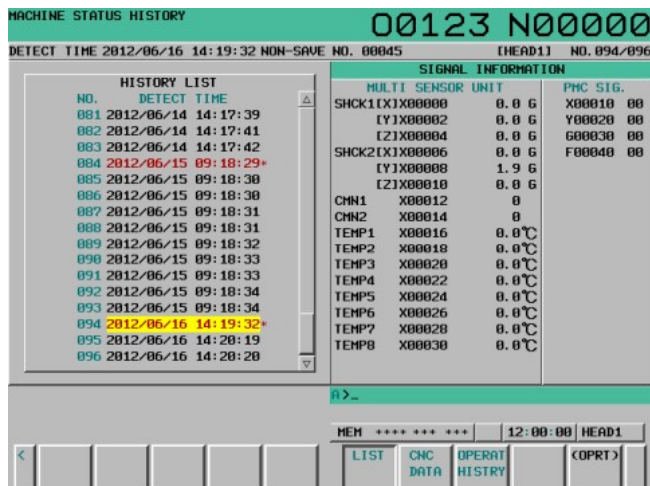 MACHINE STATUS HISTORY
O0123 N00000
DETECT TIME 2012/06/16 14:19:32 NON-SAVE NO. 00045 [HEAD1] NO.094/096
HISTORY LIST
NO. DETECT TIME
081 2012/06/14 14:17:39
082 2012/06/14 14:17:41
083 2012/06/14 14:17:42
084 2012/06/15 09:18:29*
085 2012/06/15 09:18:30
086 2012/06/15 09:18:30
087 2012/06/15 09:18:31
088 2012/06/15 09:18:31
089 2012/06/15 09:18:32
090 2012/06/15 09:18:33
091 2012/06/15 09:18:33
092 2012/06/15 09:18:34
093 2012/06/15 09:18:34
094 2012/06/16 14:19:32*
095 2012/06/16 14:20:19
096 2012/06/16 14:20:20
SIGNAL INFORMATION
MULTI SENSOR UNIT
SHCK1[X]X00000 0.0 G
[Y]X00002 0.0 G
[Z]X00004 0.0 G
SHCK2[X]X00006 0.0 G
[Y]X00008 1.9 G
[Z]X00010 0.0 G
CMN1 X00012 0
CMN2 X00014 0
TEMP1 X00016 0.0℃
TEMP2 X00018 0.0℃
TEMP3 X00020 0.0℃
TEMP4 X00022 0.0℃
TEMP5 X00024 0.0℃
TEMP6 X00026 0.0℃
TEMP7 X00028 0.0℃
TEMP8 X00030 0.0℃
PMC SIG.
X00010 00
Y00020 00
G00030 00
F00040 00
A>_
MEM ++++ +++ +++ 12:00:00 HEAD1
< LIST CNC DATA OPERAT HISTRY (OPRT)